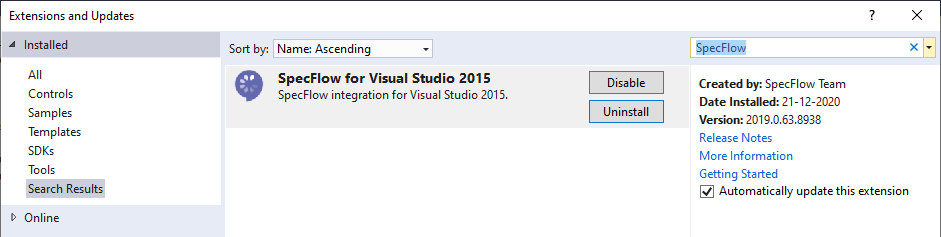 Extensions and Updates
? ×
Installed
Sort by: Name: Ascending
SpecFlow
All
Controls
Samples
Templates
SDKs
Tools
Search Results
Online
SpecFlow for Visual Studio 2015
SpecFlow integration for Visual Studio 2015.
Disable
Uninstall
Created by: SpecFlow Team
Date Installed: 21-12-2020
Version: 2019.0.63.8938
Release Notes
More Information
Getting Started
Automatically update this extension